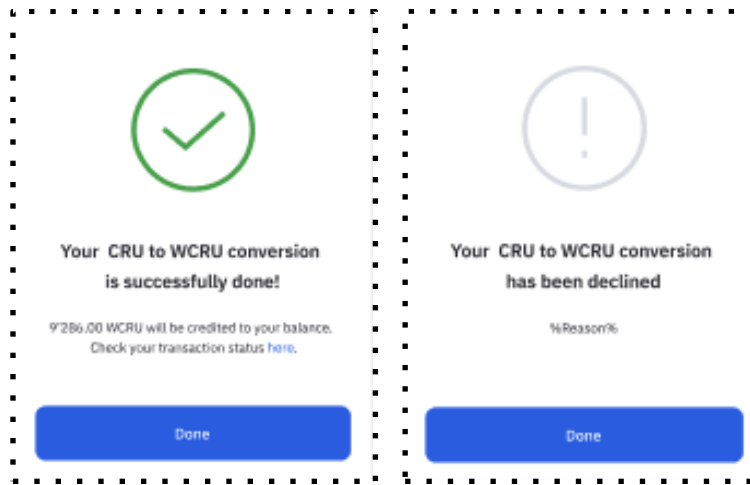 Your CRU to WCRU conversion
is successfully done!
9'286.00 WCRU will be credited to your balance.
Check your transaction status here.
Done
Your CRU to WCRU conversion
has been declined
%Reason%
Done